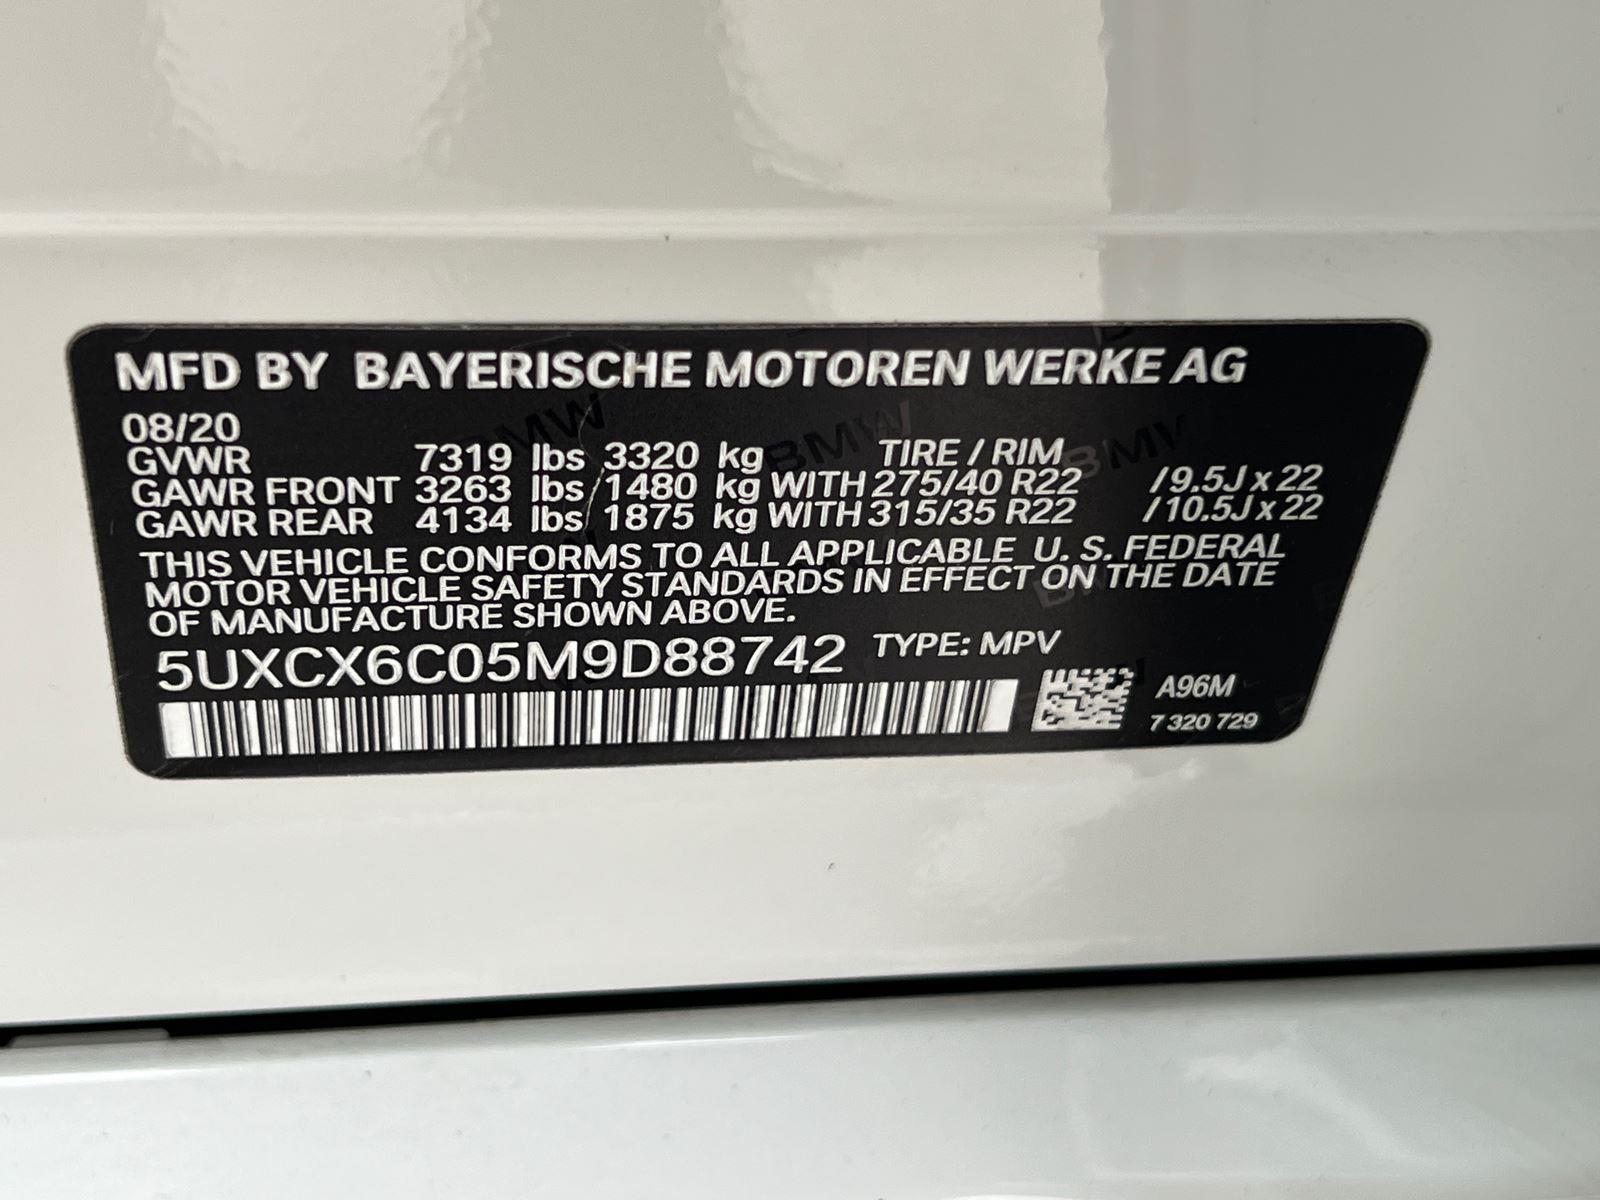 MFD BY BAYERISCHE MOTOREN WERKE AG
08/20
GVWR 7319 lbs 3320 kg TIRE / RIM
GAWR FRONT 3263 lbs 1480 kg WITH 275/40 R22 /9.5J x 22
GAWR REAR 4134 lbs 1875 kg WITH 315/35 R22 /10.5J x 22
THIS VEHICLE CONFORMS TO ALL APPLICABLE U. S. FEDERAL
MOTOR VEHICLE SAFETY STANDARDS IN EFFECT ON THE DATE
OF MANUFACTURE SHOWN ABOVE.
5UXCX6C05M9D88742 TYPE: MPV
A96M
7 320 729